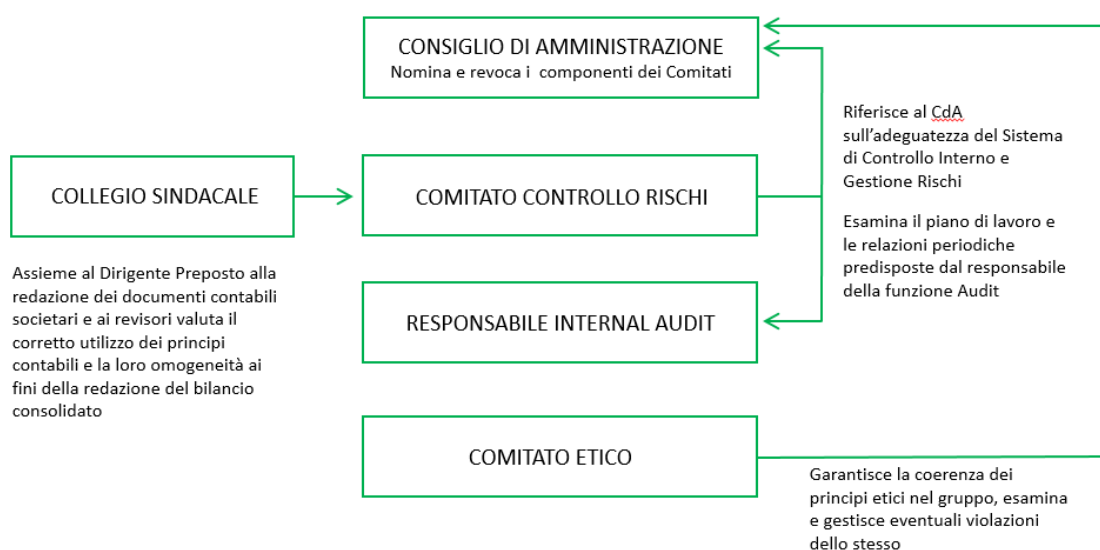 CONSIGLIO DI AMMINISTRAZIONE
Nomina e revoca i componenti dei Comitati
Riferisce al CdA
sull'adeguatezza del Sistema
di Controllo Interno e
Gestione Rischi
COLLEGIO SINDACALE
COMITATO CONTROLLO RISCHI
Esamina il piano di lavoro e
le relazioni periodiche
predisposte dal responsabile
della funzione Audit
Assieme al Dirigente Preposto alla
redazione dei documenti contabili
societari e ai revisori valuta il
corretto utilizzo dei principi
contabili e la loro omogeneità ai
fini della redazione del bilancio
consolidato
RESPONSABILE INTERNAL AUDIT
COMITATO ETICO
Garantisce la coerenza dei
principi etici nel gruppo, esamina
e gestisce eventuali violazioni
dello stesso